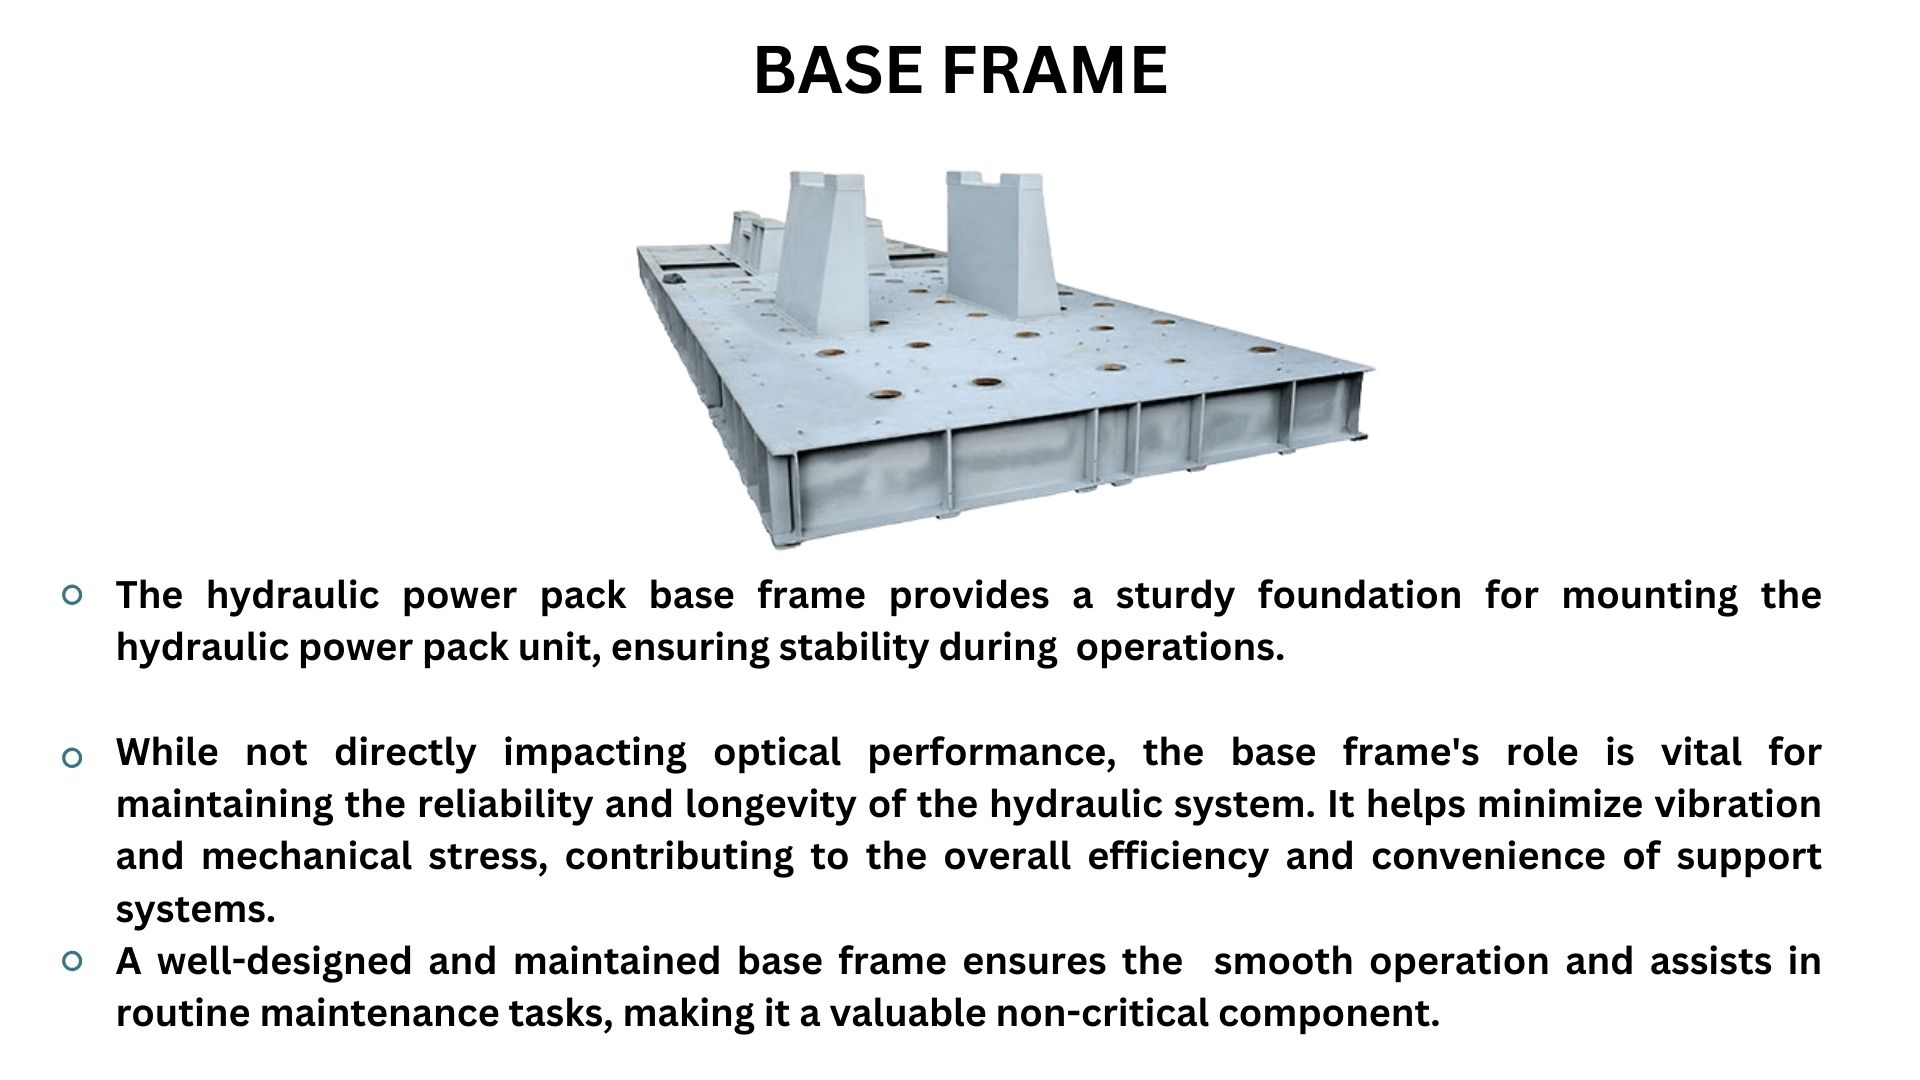 BASE FRAME
The hydraulic power pack base frame provides a sturdy foundation for mounting the
hydraulic power pack unit, ensuring stability during  operations.
While not directly impacting optical performance, the base frame's role is vital for
maintaining the reliability and longevity of the hydraulic system. It helps minimize vibration
and mechanical stress, contributing to the overall efficiency and convenience of support
systems.
A well-designed and maintained base frame ensures the  smooth operation and assists in
routine maintenance tasks, making it a valuable non-critical component.